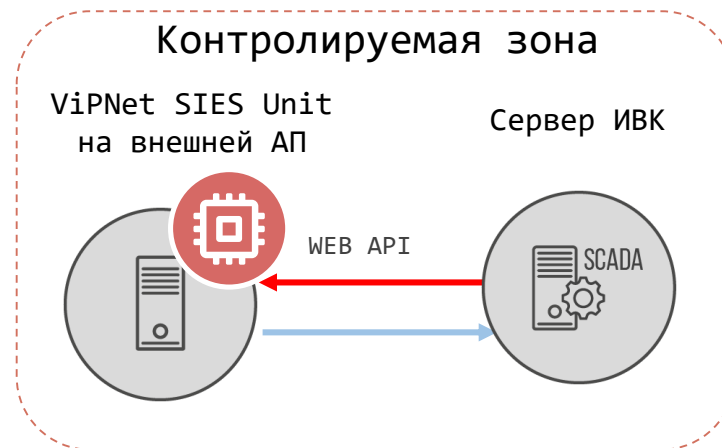 Контролируемая зона
ViPNet SIES Unit
на внешней АП
Сервер ИВК
WEB API
SCADA